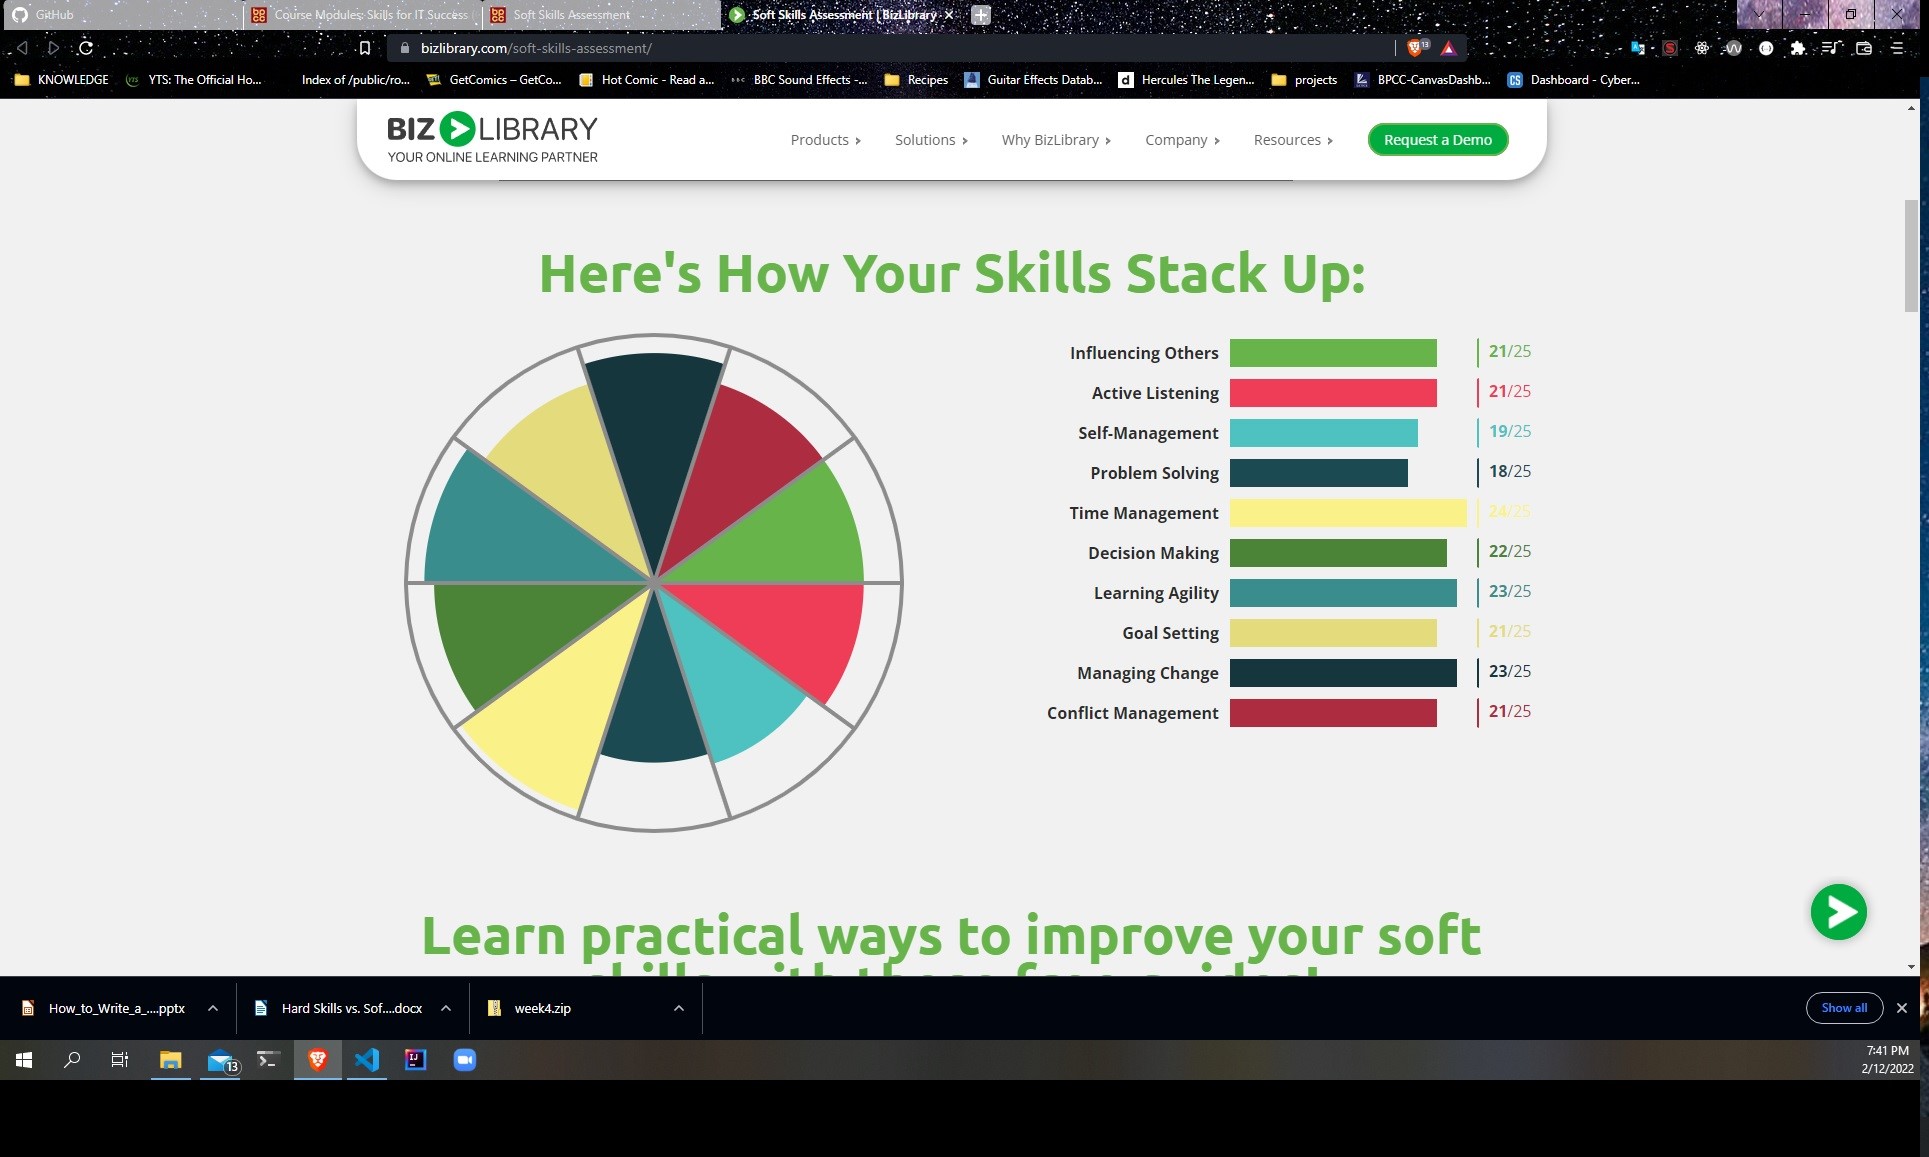 GitHub
Course Modules: Skills for IT Success
Soft Skills Assessment
Soft Skills Assessment | BizLibrary
bizlibrary.com/soft-skills-assessment/
13
KNOWLEDGE
YTS: The Official Ho...
Index of /public/ro...
GetComics – GetCo...
Hot Comic - Read a...
BBC Sound Effects -...
Recipes
Guitar Effects Datab...
Hercules The Legen...
projects
BPCC-CanvasDashb...
Dashboard - Cyber...
BIZ LIBRARY
YOUR ONLINE LEARNING PARTNER
Products
Solutions
Why BizLibrary
Company
Resources
Request a Demo
Here's How Your Skills Stack Up:
Influencing Others 21/25
Active Listening 21/25
Self-Management 19/25
Problem Solving 18/25
Time Management 24/25
Decision Making 22/25
Learning Agility 23/25
Goal Setting 21/25
Managing Change 23/25
Conflict Management 21/25
Learn practical ways to improve your soft
How_to_Write_a_....pptx
Hard Skills vs. Sof....docx
week4.zip
Show all
13
7:41 PM
2/12/2022